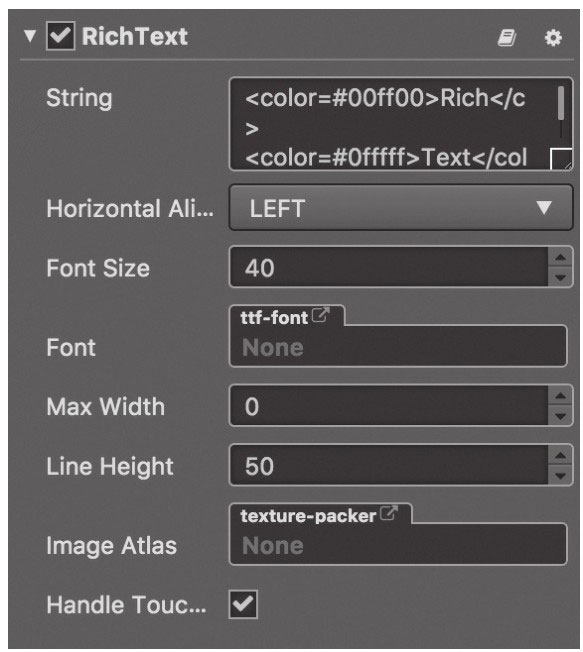 RichText
String
<color=#00ff00>Rich</c
>
<color=#0fffff>Text</col
Horizontal Ali...
LEFT
Font Size
40
ttf-font
Font
None
Max Width
0
Line Height
50
texture-packer
Image Atlas
None
Handle Touc...